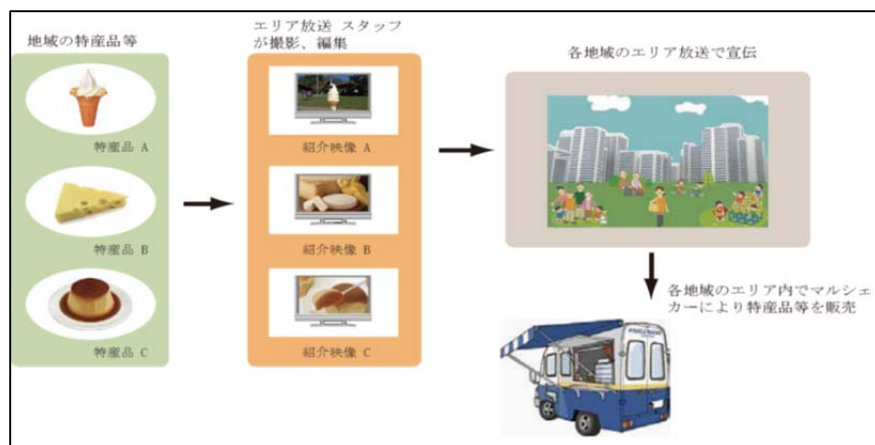 地域の特産品等
特産品 A
特産品 B
特産品 C
エリア放送 スタッフ
が撮影、編集
紹介映像 A
紹介映像 B
紹介映像 C
各地域のエリア放送で宣伝
各地域のエリア内でマルシェ
カーにより特産品等を販売